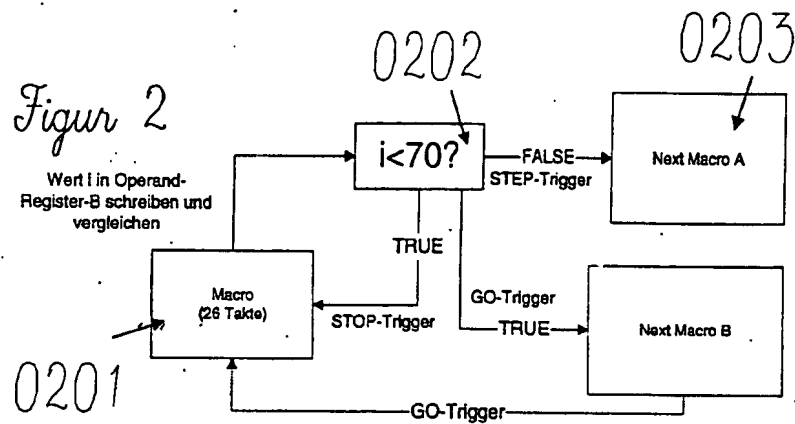 0202
0203
Figur 2
i<70?
FALSE
STEP-Trigger
Next Macro A
Wert i in Operand-
Register-B schreiben und
vergleichen
TRUE
Macro
(26 Takte)
STOP-Trigger
GO-Trigger
TRUE
Next Macro B
0201
GO-Trigger